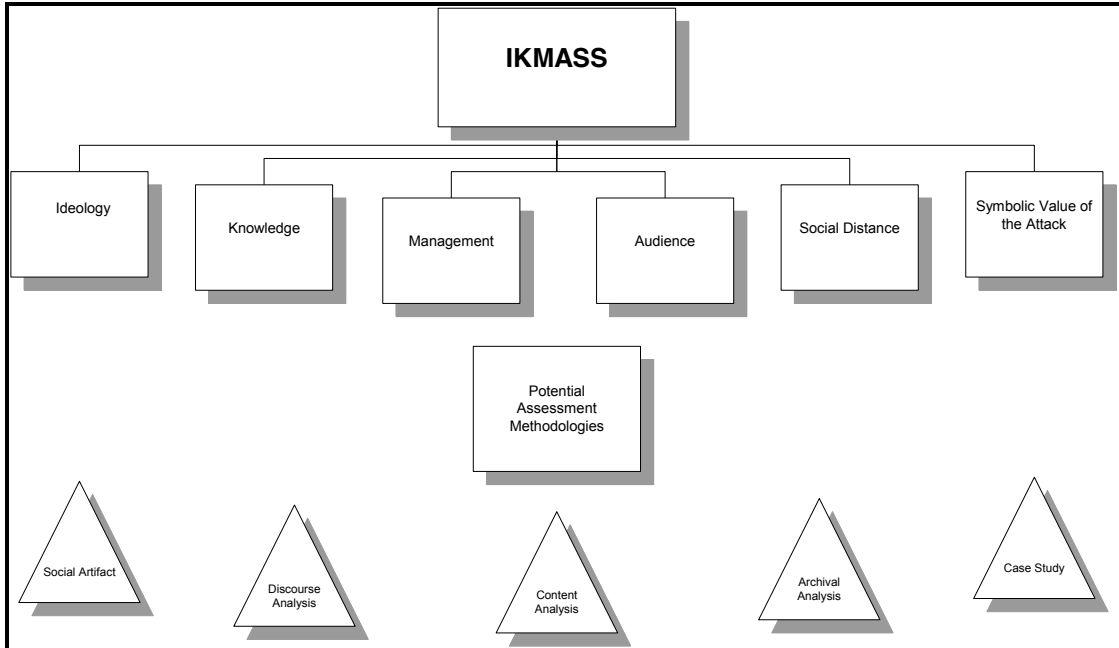 IKMASS
Ideology
Knowledge
Management
Audience
Social Distance
Symbolic Value of
the Attack
Potential
Assessment
Methodologies
Social Artifact
Discourse
Analysis
Content
Analysis
Archival
Analysis
Case Study